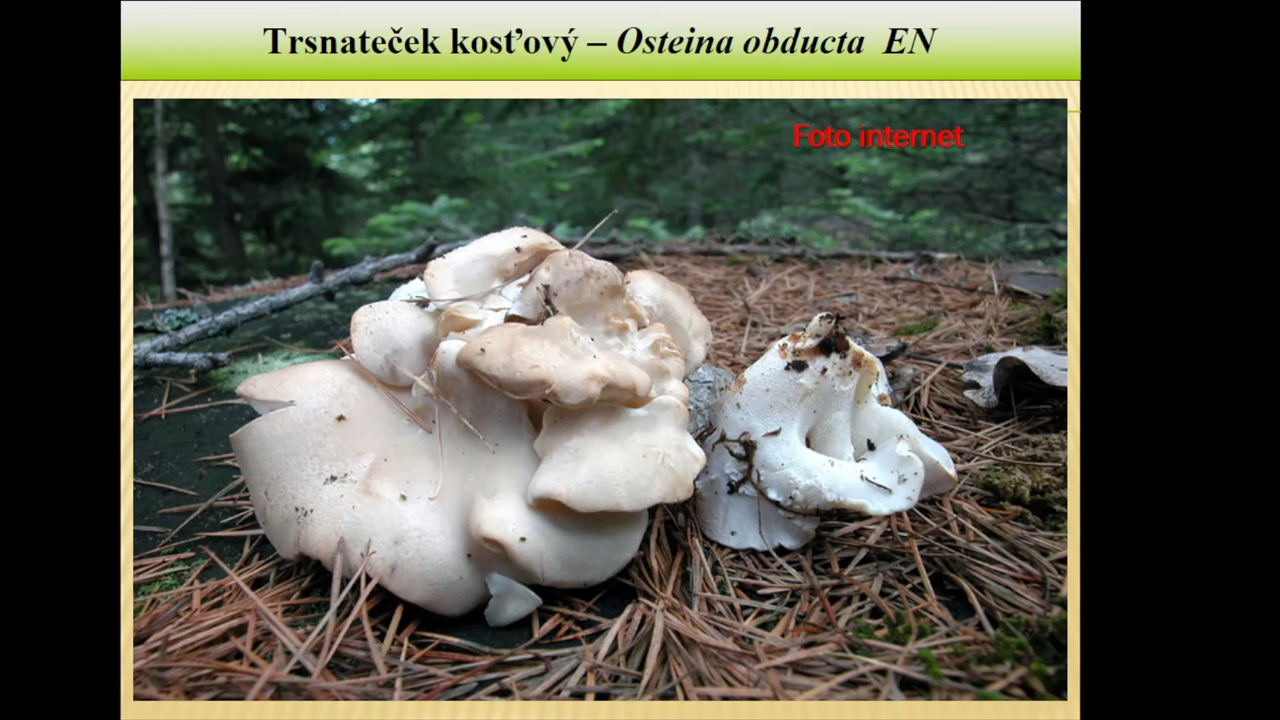 Trsnateček kosťový – Osteina obducta EN
Foto internet